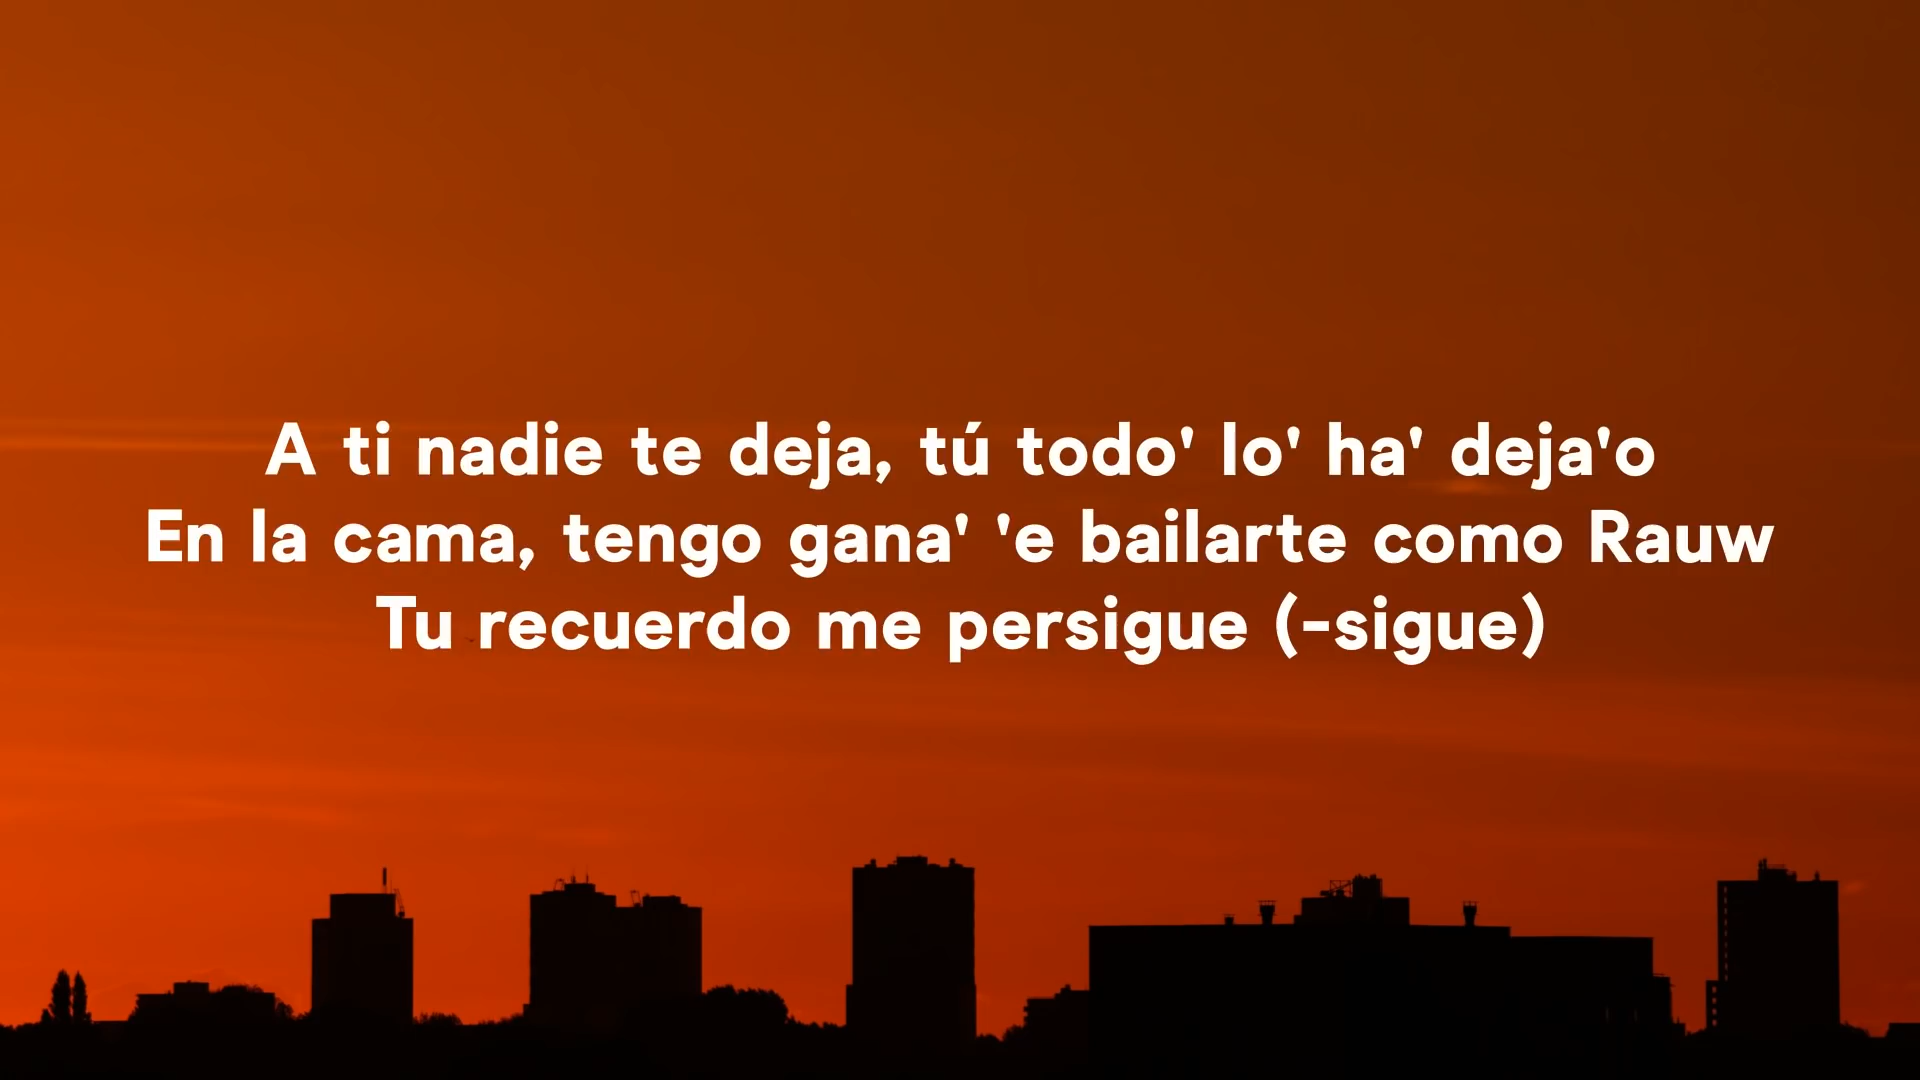 A ti nadie te deja, tú todo' lo' ha' deja'o
En la cama, tengo gana' 'e bailarte como Rauw
Tu recuerdo me persigue (-sigue)